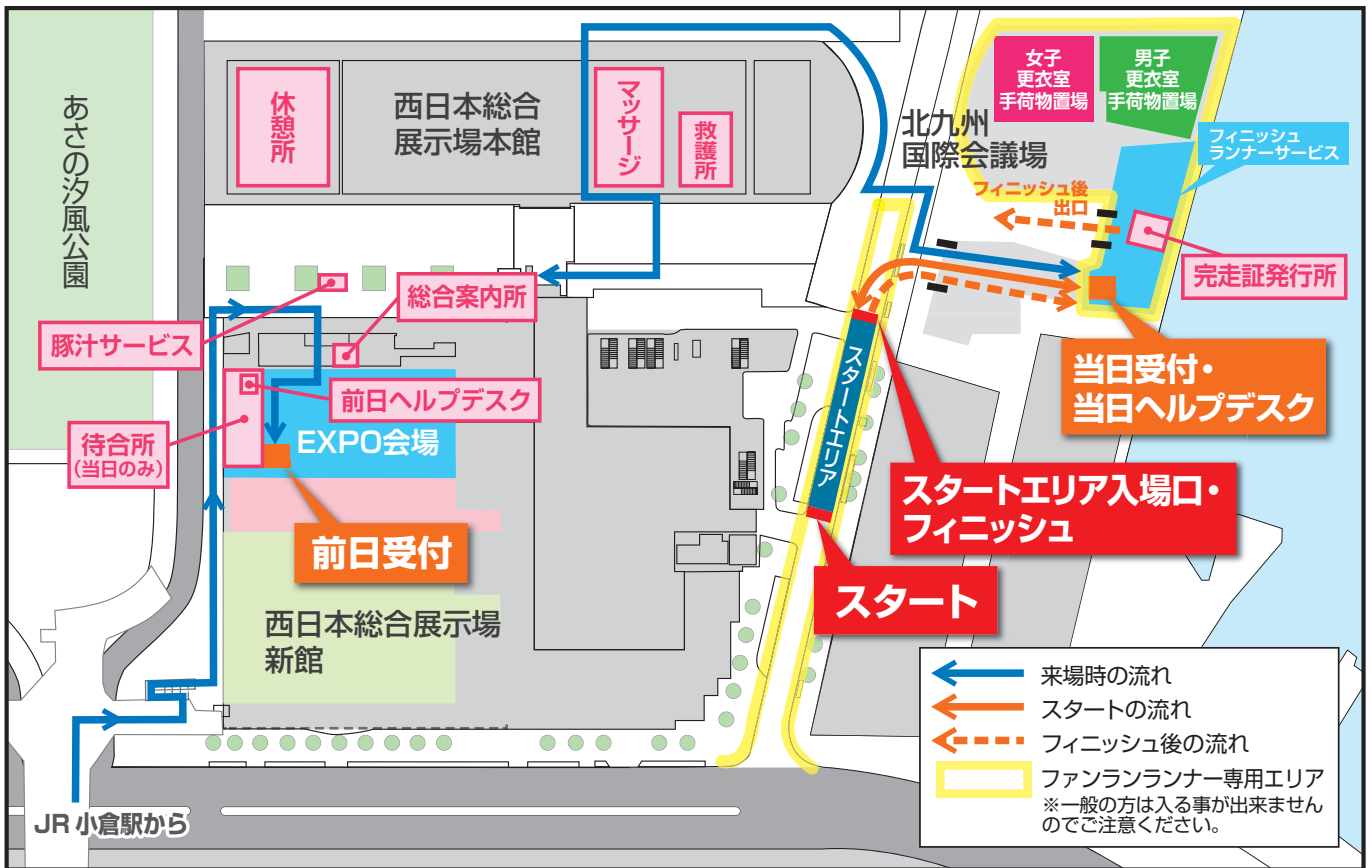 あさの汐風公園
休憩所
西日本総合
展示場本館
マッサージ
救護所
北九州
国際会議場
女子
更衣室
手荷物置場
男子
更衣室
手荷物置場
フィニッシュ
ランナーサービス
フィニッシュ後
出口
完走証発行所
総合案内所
豚汁サービス
前日ヘルプデスク
待合所
(当日のみ)
EXPO会場
前日受付
スタートエリア
当日受付・
当日ヘルプデスク
スタートエリア入場口・
フィニッシュ
スタート
西日本総合展示場
新館
JR 小倉駅から
来場時の流れ
スタートの流れ
フィニッシュ後の流れ
ファンランランナー専用エリア
※一般の方は入る事が出来ません
のでご注意ください。